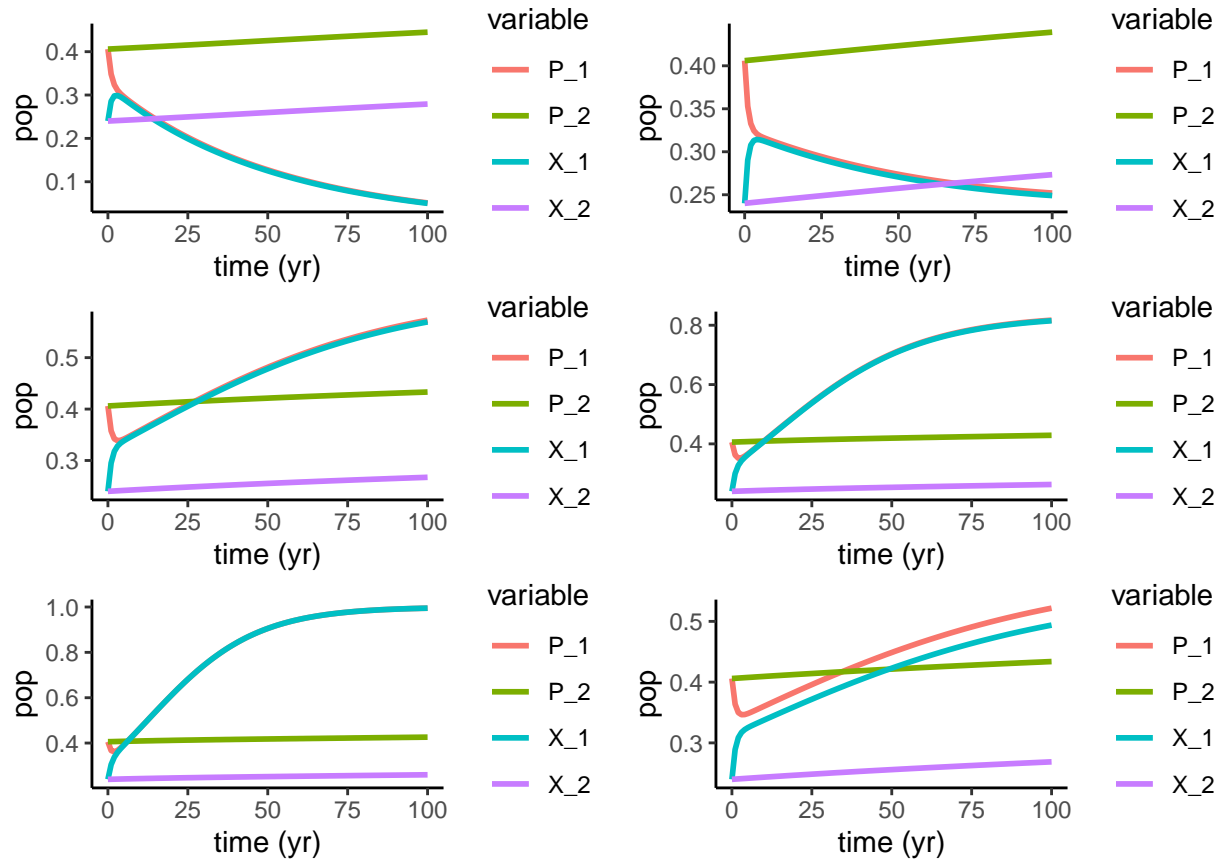 variable
pop
0.4
0.3
0.2
0.1
0 25 50 75 100
time (yr)
P_1
P_2
X_1
X_2
variable
pop
0.40
0.35
0.30
0.25
0 25 50 75 100
time (yr)
P_1
P_2
X_1
X_2
variable
pop
0.5
0.4
0.3
0 25 50 75 100
time (yr)
P_1
P_2
X_1
X_2
variable
pop
0.8
0.6
0.4
0 25 50 75 100
time (yr)
P_1
P_2
X_1
X_2
variable
pop
1.0
0.8
0.6
0.4
0 25 50 75 100
time (yr)
P_1
P_2
X_1
X_2
variable
pop
0.5
0.4
0.3
0 25 50 75 100
time (yr)
P_1
P_2
X_1
X_2